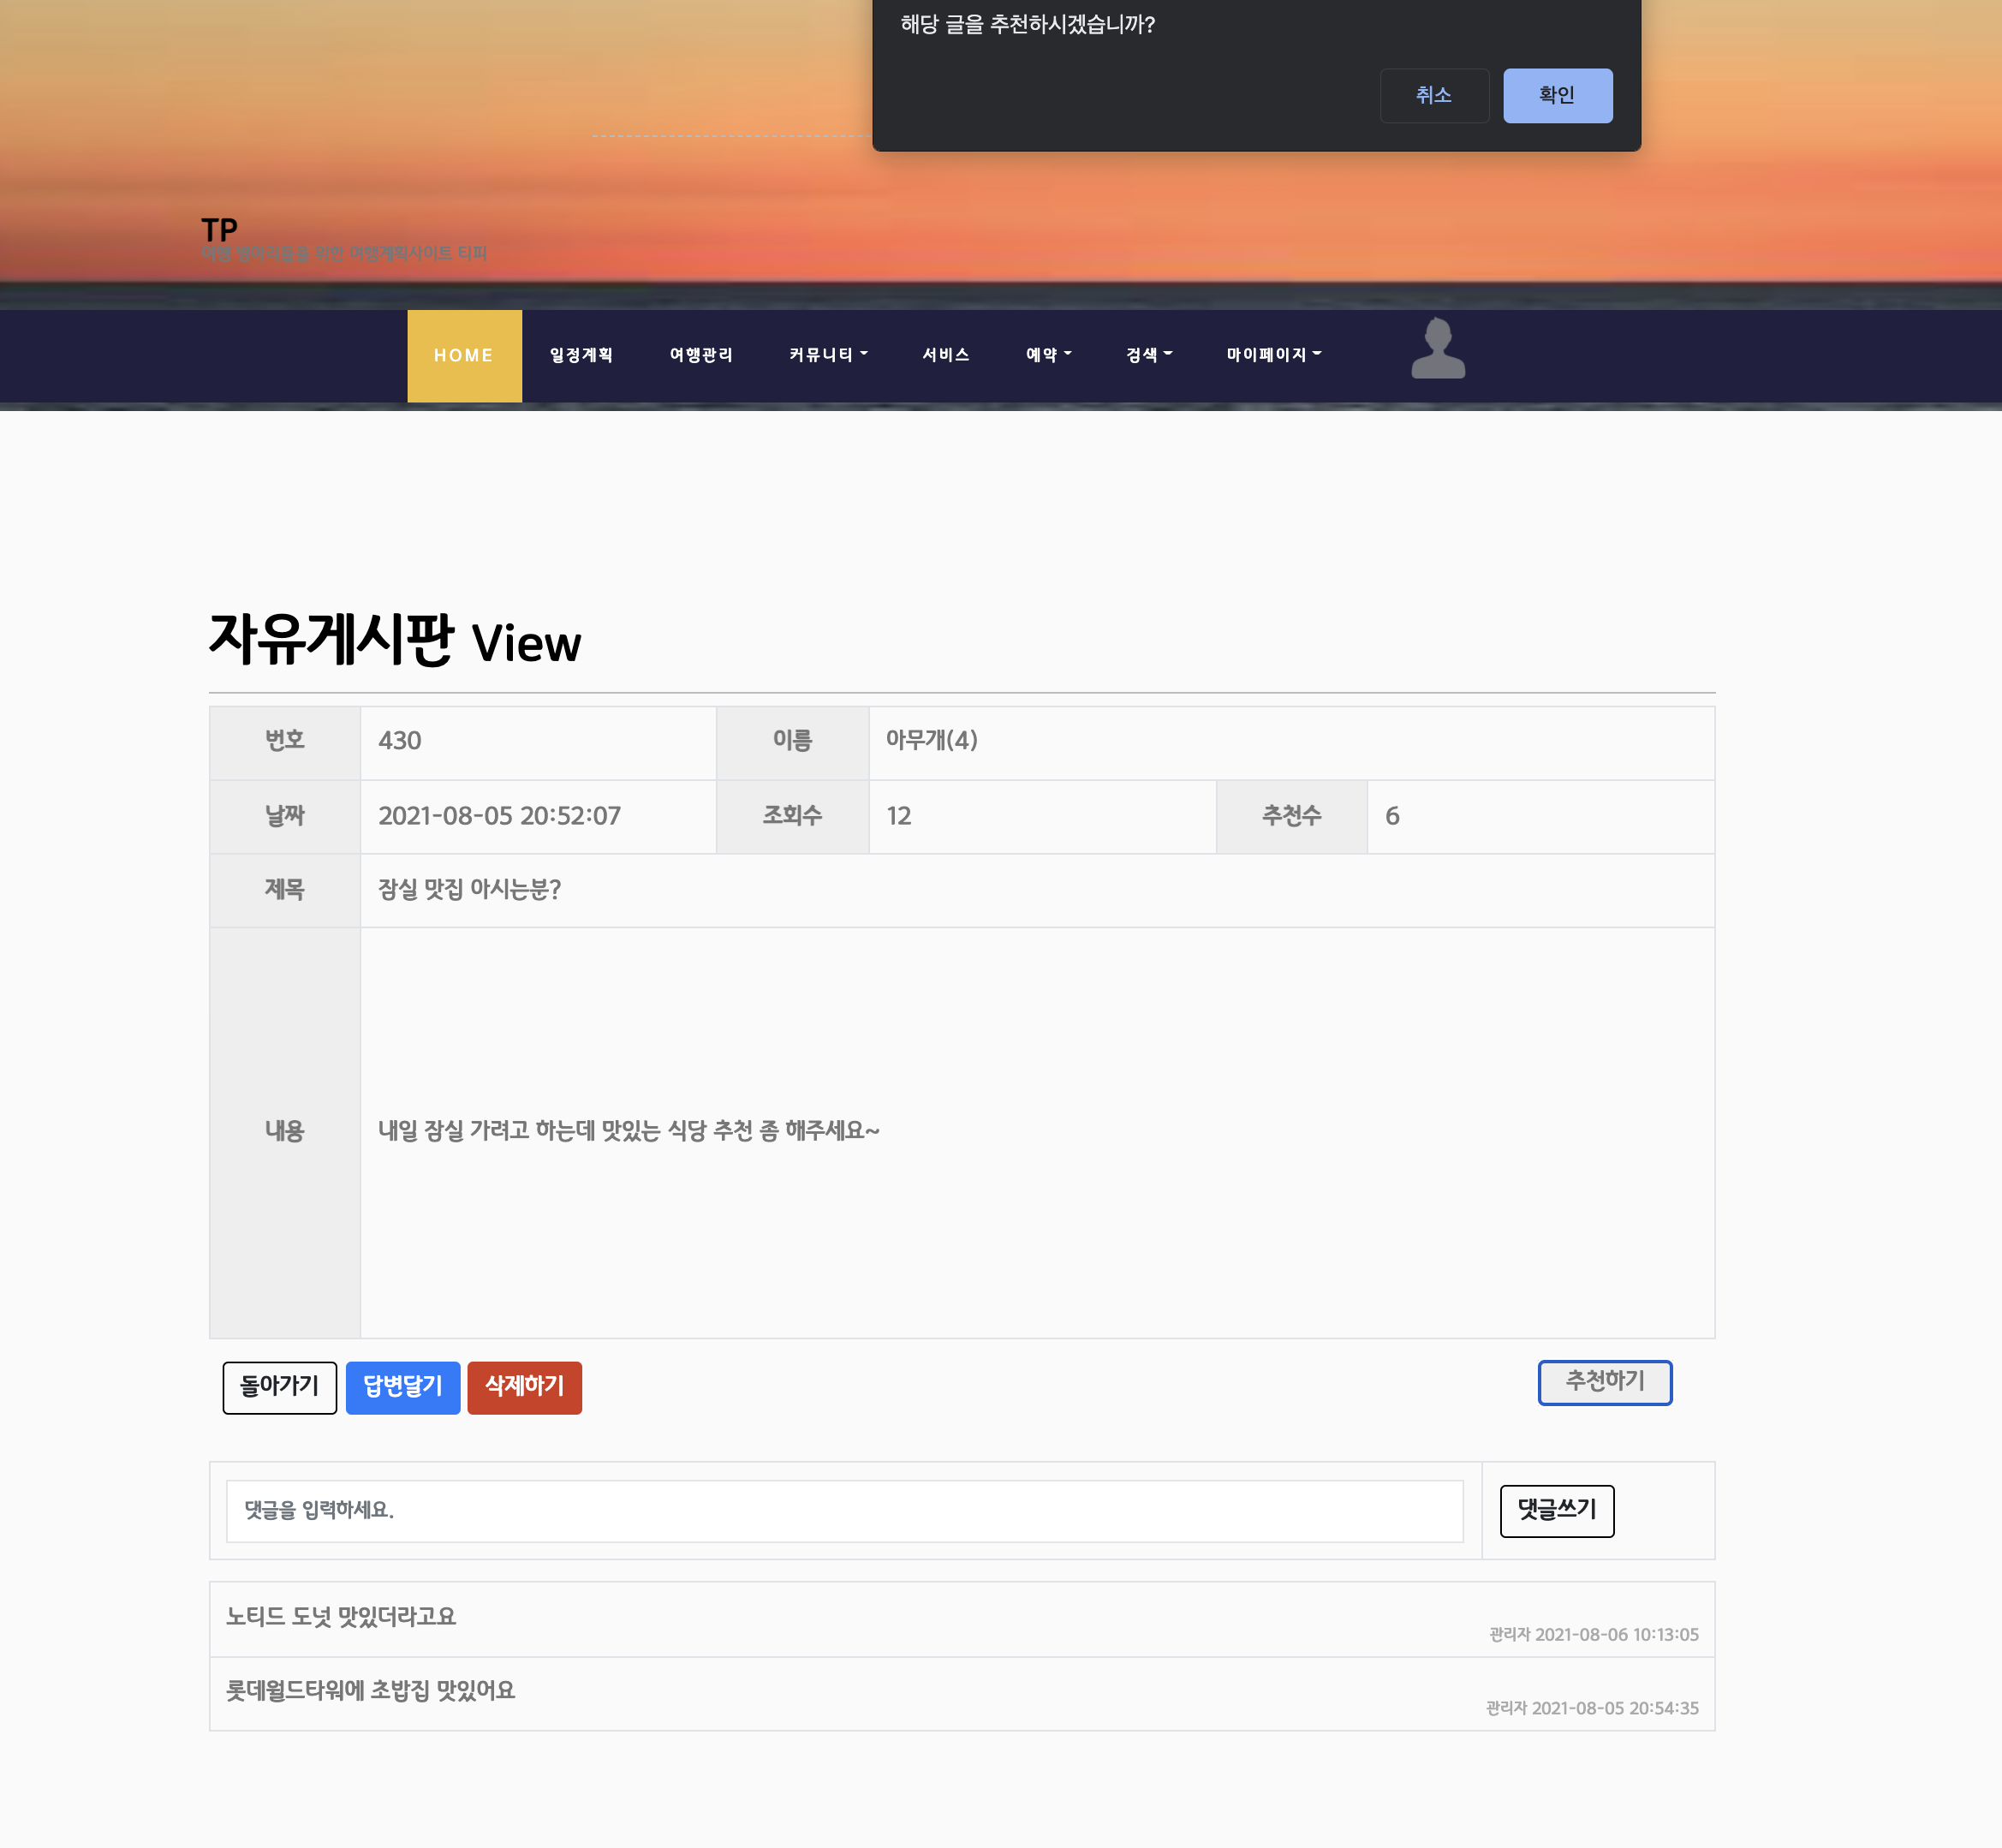 해당 글을 추천하시겠습니까?
취소 확인
TP
위한 여행계획사이트 티피
HOME 일정계획 여행관리 커뮤니티 서비스 예약 검색 마이페이지
자유게시판 View
번호 430 이름 아무개(4)
날짜 2021-08-05 20:52:07 조회수 12 추천수 6
제목 잠실 맛집 아시는분?
내용 내일 잠실 가려고 하는데 맛있는 식당 추천 좀 해주세요~
돌아가기 답변달기 삭제하기 추천하기
댓글을 입력하세요. 댓글쓰기
노티드 도넛 맛있더라고요
관리자 2021-08-06 10:13:05
롯데월드타워에 초밥집 맛있어요
관리자 2021-08-05 20:54:35